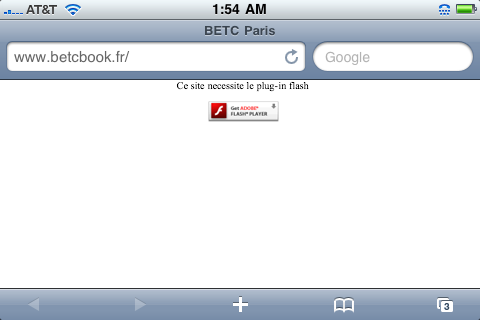 AT&T 1:54 AM
BETC Paris
www.betcbook.fr/ Google
Ce site necessite le plug-in flash
Get ADOBE®
FLASH® PLAYER
3